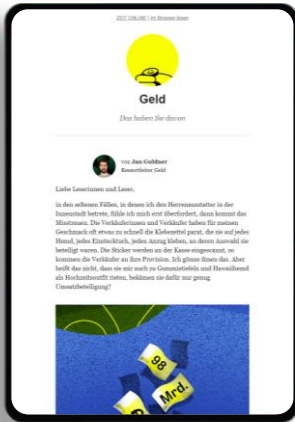 ZEIT ONLINE | Im Browser lesen
Geld
Das haben Sie davon
von Jan Guldner
Ressortleiter Geld
Liebe Leserinnen und Leser,
in den seltenen Fällen, in denen ich den Herrenausstatter in der
Innenstadt betrete, fühle ich mich erst überfordert, dann kommt das
Misstrauen. Die Verkäuferinnen und Verkäufer haben für meinen
Geschmack oft etwas zu schnell die Klebezettel parat, die sie auf jedes
Hemd, jedes Einstecktuch, jeden Anzug kleben, an deren Auswahl sie
beteiligt waren. Die Sticker werden an der Kasse eingescannt, so
kommen die Verkäufer an ihre Provision. Ich gönne ihnen das. Aber
heißt das nicht, dass sie mir auch zu Gummistiefeln und Hawaiihemd
als Hochzeitsoutfit rieten, bekämen sie dafür nur genug
Umsatzbeteiligung?
98
Mrd.